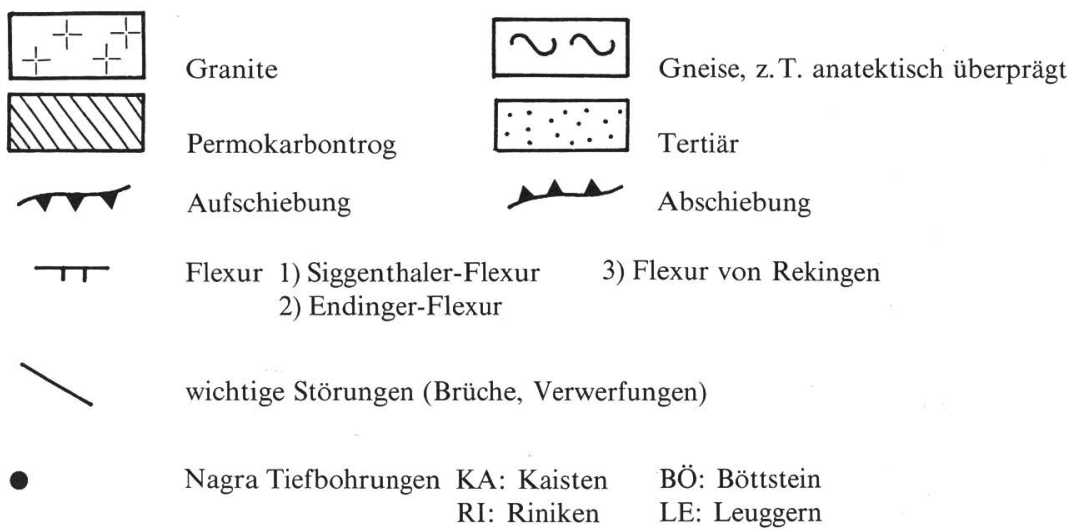 Granite Gneise, z.T. anatektisch überprägt
Permokarbontrog Tertiär
Aufschiebung Abschiebung
Flexur 1) Siggenthaler-Flexur 3) Flexur von Rekingen
2) Endinger-Flexur
wichtige Störungen (Brüche, Verwerfungen)
Nagra Tiefbohrungen KA: Kaisten BÖ: Böttstein
RI: Riniken LE: Leuggern